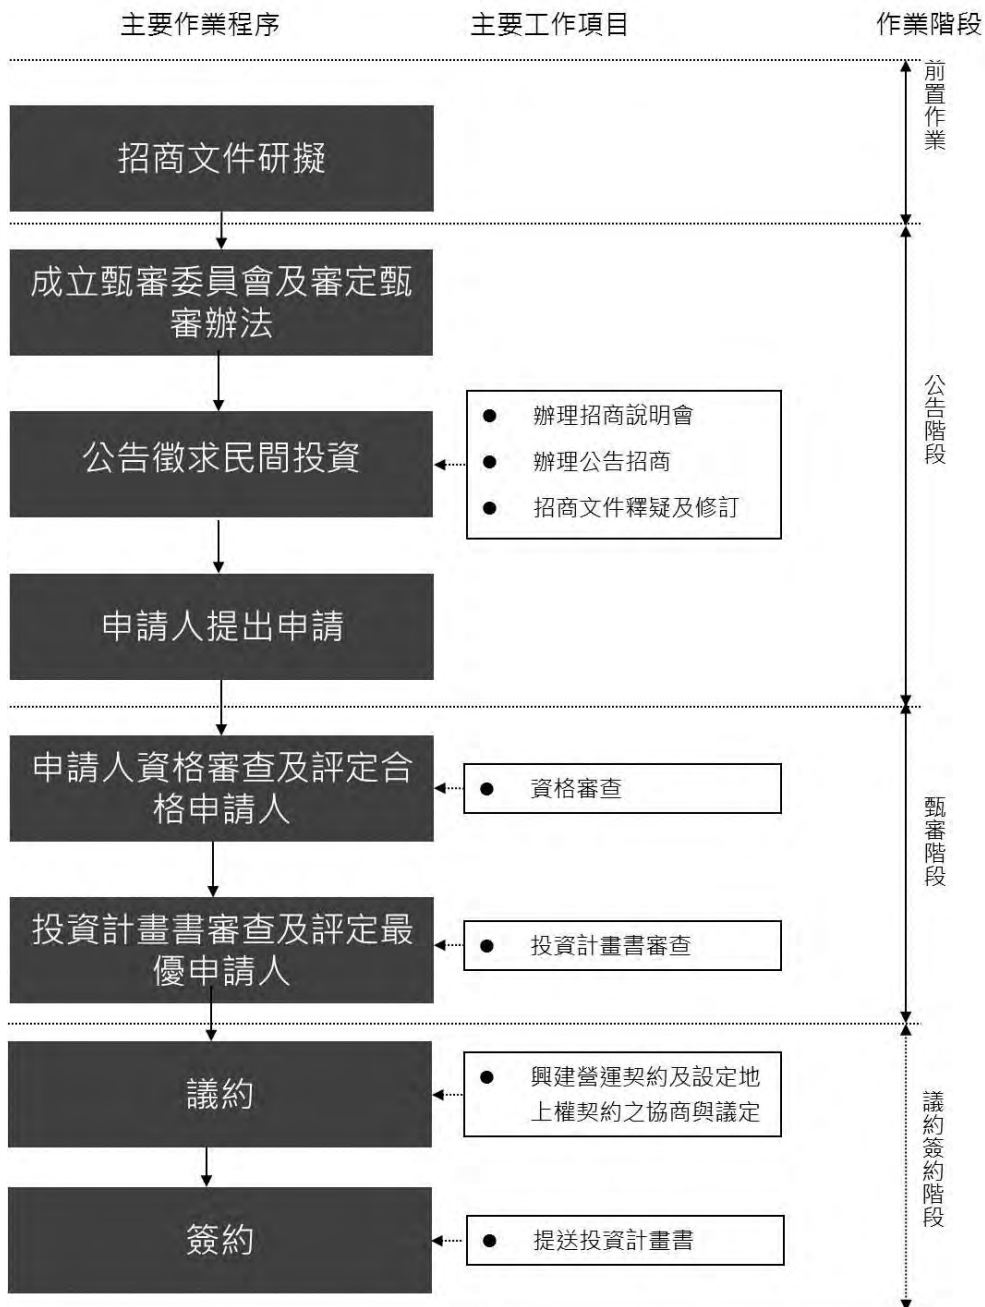 主要作業程序
主要工作項目
作業階段
前置作業
招商文件研擬
成立甄審委員會及審定甄
審辦法
公告徵求民間投資
● 辦理招商說明會
● 辦理公告招商
● 招商文件釋疑及修訂
公告階段
申請人提出申請
申請人資格審查及評定合
格申請人
● 資格審查
甄審階段
投資計畫書審查及評定最
優申請人
● 投資計畫書審查
議約
● 興建營運契約及設定地
上權契約之協商與議定
議約簽約階段
簽約
● 提送投資計畫書